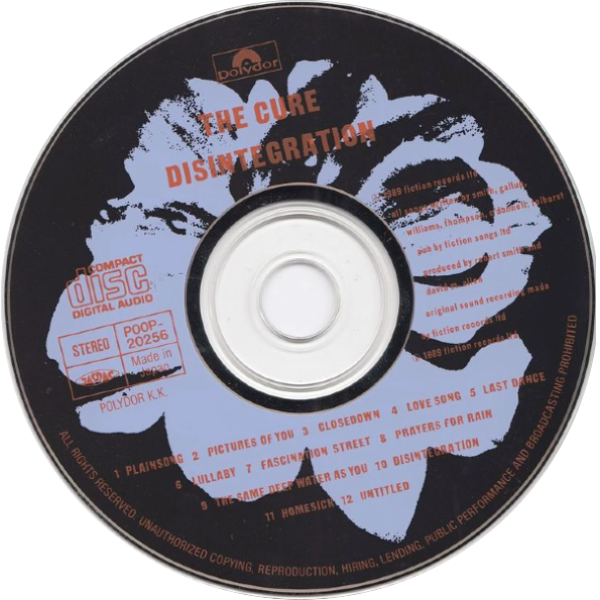 polydor
THE CURE
DISINTEGRATION
1989 fiction records ltd
all songs written by smith, gallup,
williams, thompson, o'donnell, tolhurst
pub by fiction songs ltd
produced by robert smith and
david m. allen
original sound recording made
by fiction records ltd
© 1989 fiction records ltd
COMPACT
disc
DIGITAL AUDIO
STEREO
POOP-
20256
Made in
Japan
POLYDOR K.K.
1 PLAINSONG 2 PICTURES OF YOU 3 CLOSEDOWN 4 LOVE SONG 5 LAST DANCE
6 LULLABY 7 FASCINATION STREET 8 PRAYERS FOR RAIN
9 THE SAME DEEP WATER AS YOU 10 DISINTEGRATION
11 HOMESICK 12 UNTITLED
ALL RIGHTS RESERVED. UNAUTHORIZED COPYING, REPRODUCTION, HIRING, LENDING, PUBLIC PERFORMANCE AND BROADCASTING PROHIBITED